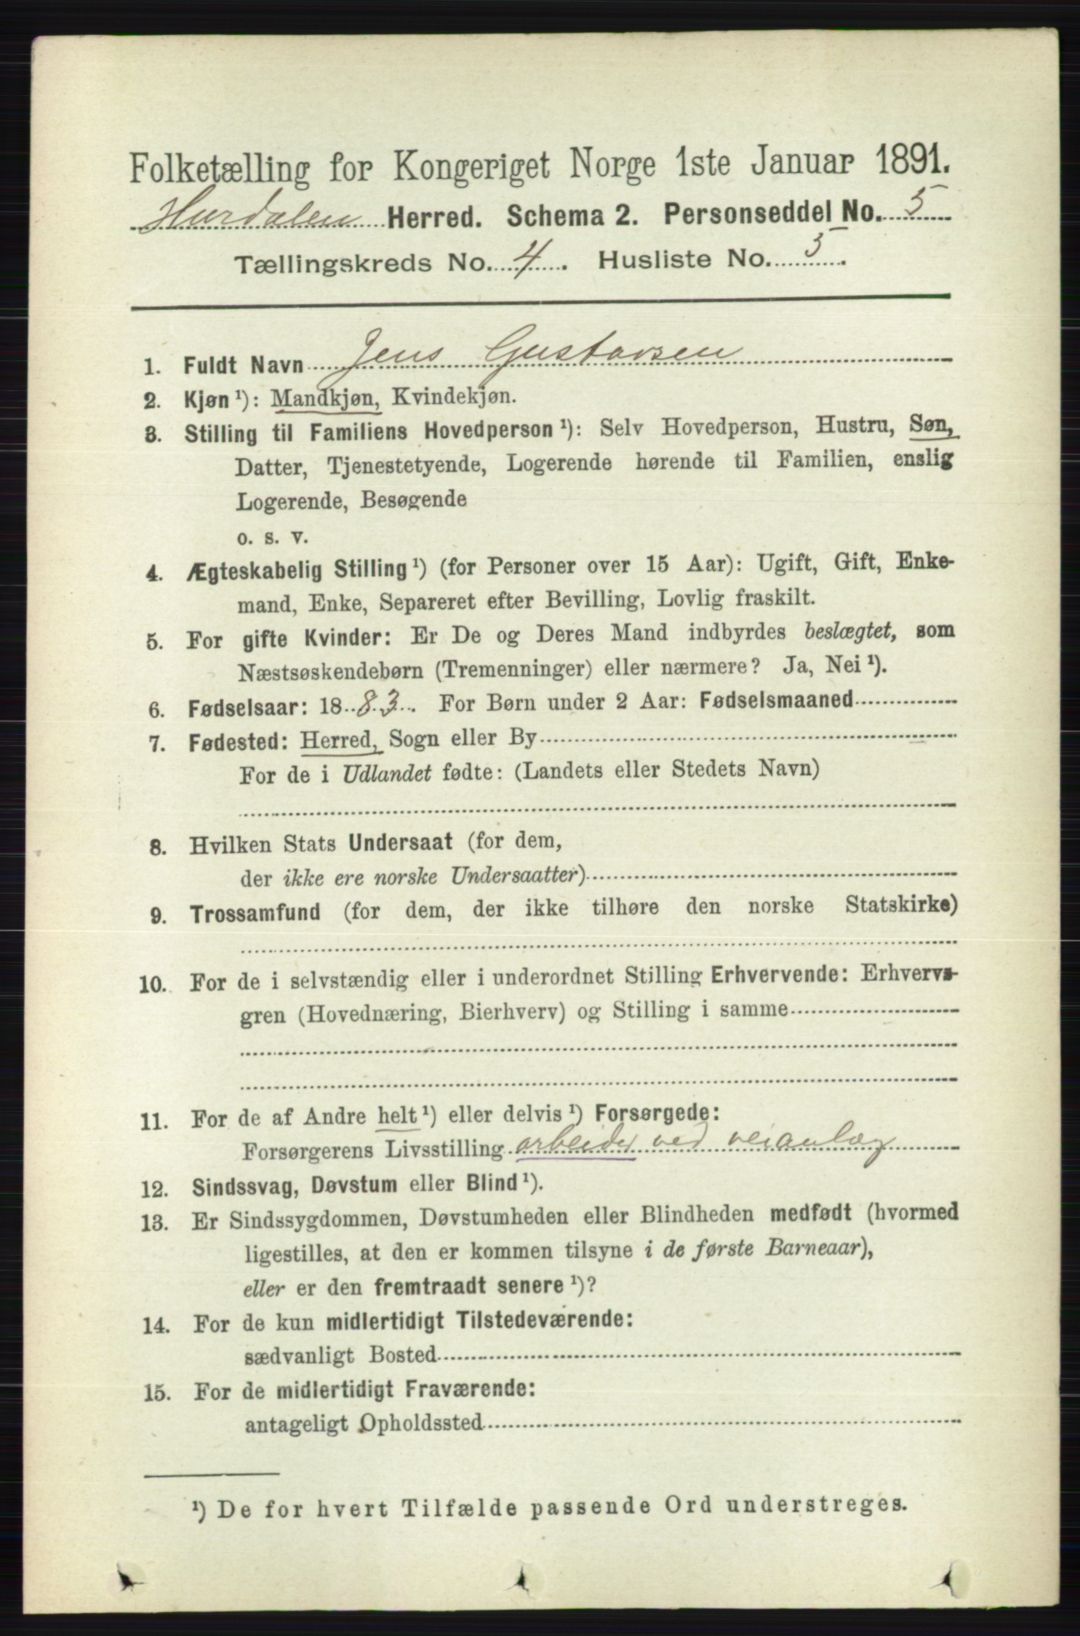 Folketælling for Kongeriget Norge 1ste Januar 1891.
Hurdalen Herred. Schema 2. Personseddel No. 5
Tællingskreds No. 4. Husliste No. 5.
1. Fuldt Navn Jens Gustavsen
2. Kjøn ¹): Mandkjøn, Kvindekjøn.
3. Stilling til Familiens Hovedperson ¹): Selv Hovedperson, Hustru, Søn,
Datter, Tjenestetyende, Logerende hørende til Familien, enslig
Logerende, Besøgende
o. s. v.
4. Ægteskabelig Stilling ¹) (for Personer over 15 Aar): Ugift, Gift, Enke-
mand, Enke, Separeret efter Bevilling, Lovlig fraskilt.
5. For gifte Kvinder: Er De og Deres Mand indbyrdes beslægtet, som
Næstsøskendebørn (Tremenninger) eller nærmere? Ja, Nei ¹).
6. Fødselsaar: 1883. For Børn under 2 Aar: Fødselsmaaned
7. Fødested: Herred, Sogn eller By
For de i Udlandet fødte: (Landets eller Stedets Navn)
8. Hvilken Stats Undersaat (for dem,
der ikke ere norske Undersaatter)
9. Trossamfund (for dem, der ikke tilhøre den norske Statskirke)
10. For de i selvstændig eller i underordnet Stilling Erhvervende: Erhvervs-
gren (Hovednæring, Bierhverv) og Stilling i samme
11. For de af Andre helt ¹) eller delvis ¹) Forsørgede:
Forsørgerens Livsstilling arbeider ved veianlæg
12. Sindssvag, Døvstum eller Blind ¹).
13. Er Sindssygdommen, Døvstumheden eller Blindheden medfødt (hvormed
ligestilles, at den er kommen tilsyne i de første Barneaar),
eller er den fremtraadt senere ¹)?
14. For de kun midlertidigt Tilstedeværende:
sædvanligt Bosted
15. For de midlertidigt Fraværende:
antageligt Opholdssted
¹) De for hvert Tilfælde passende Ord understreges.